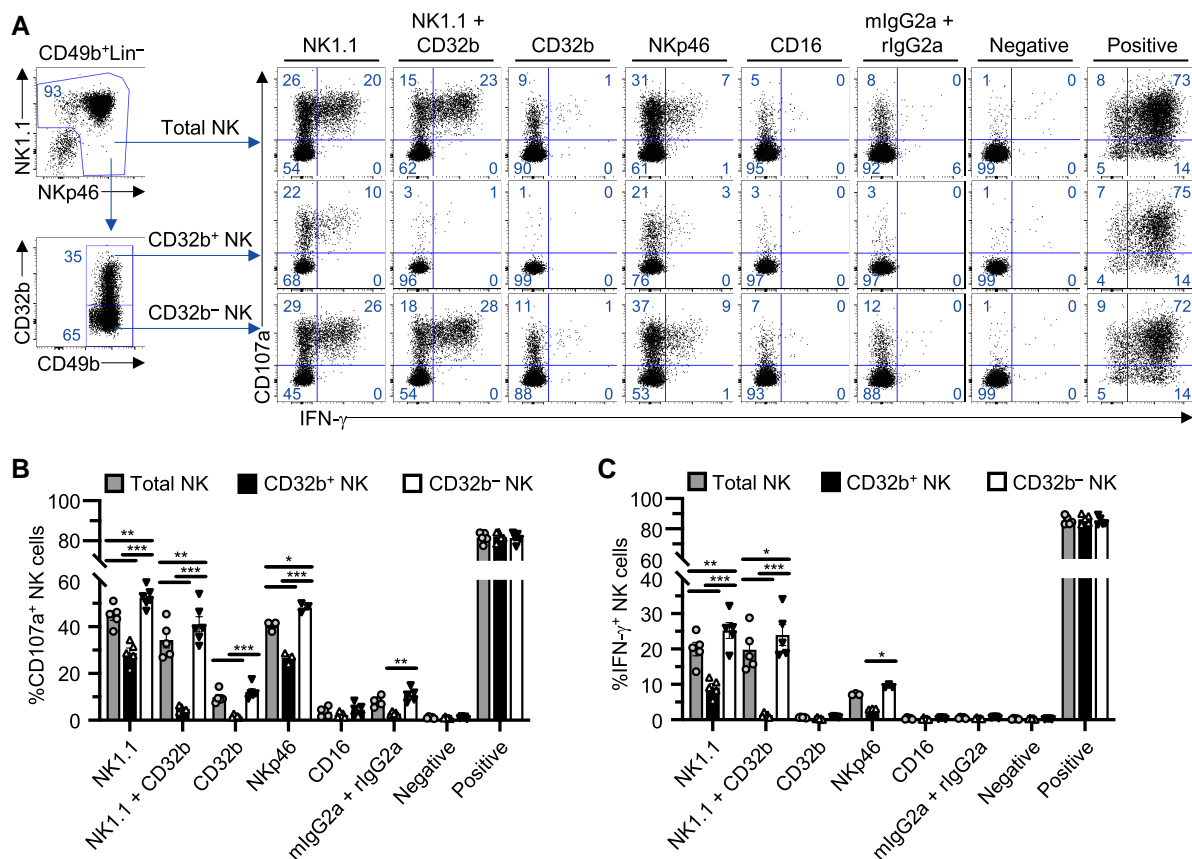 A
CD49b⁺Lin⁻
NK1.1
NK1.1 +
CD32b
CD32b
NKp46
CD16
mIgG2a +
rIgG2a
Negative
Positive
93
NK1.1
NKp46
Total NK
26 20 15 23 9 1 31 7 5 0 8 0 1 0 8 73
54 0 62 0 90 0 61 1 95 0 92 6 99 0 5 14
CD32b⁺ NK
22 10 3 1 1 0 21 3 3 0 3 0 1 0 7 75
68 0 96 0 99 0 76 0 97 0 97 0 99 0 4 14
35
65
CD32b
CD49b
CD32b⁻ NK
29 26 18 28 11 1 37 9 7 0 12 0 1 0 9 72
45 0 54 0 88 0 53 1 93 0 88 0 99 0 5 14
CD107a
IFN-γ
B
Total NK CD32b⁺ NK CD32b⁻ NK
%CD107a⁺ NK cells
100
80
60
40
20
0
** *** ** *** *** * *** **
NK1.1
NK1.1 + CD32b
CD32b
NKp46
CD16
mIgG2a + rIgG2a
Negative
Positive
C
Total NK CD32b⁺ NK CD32b⁻ NK
%IFN-γ⁺ NK cells
100
80
60
40
30
20
10
0
** *** * *** *
NK1.1
NK1.1 + CD32b
CD32b
NKp46
CD16
mIgG2a + rIgG2a
Negative
Positive